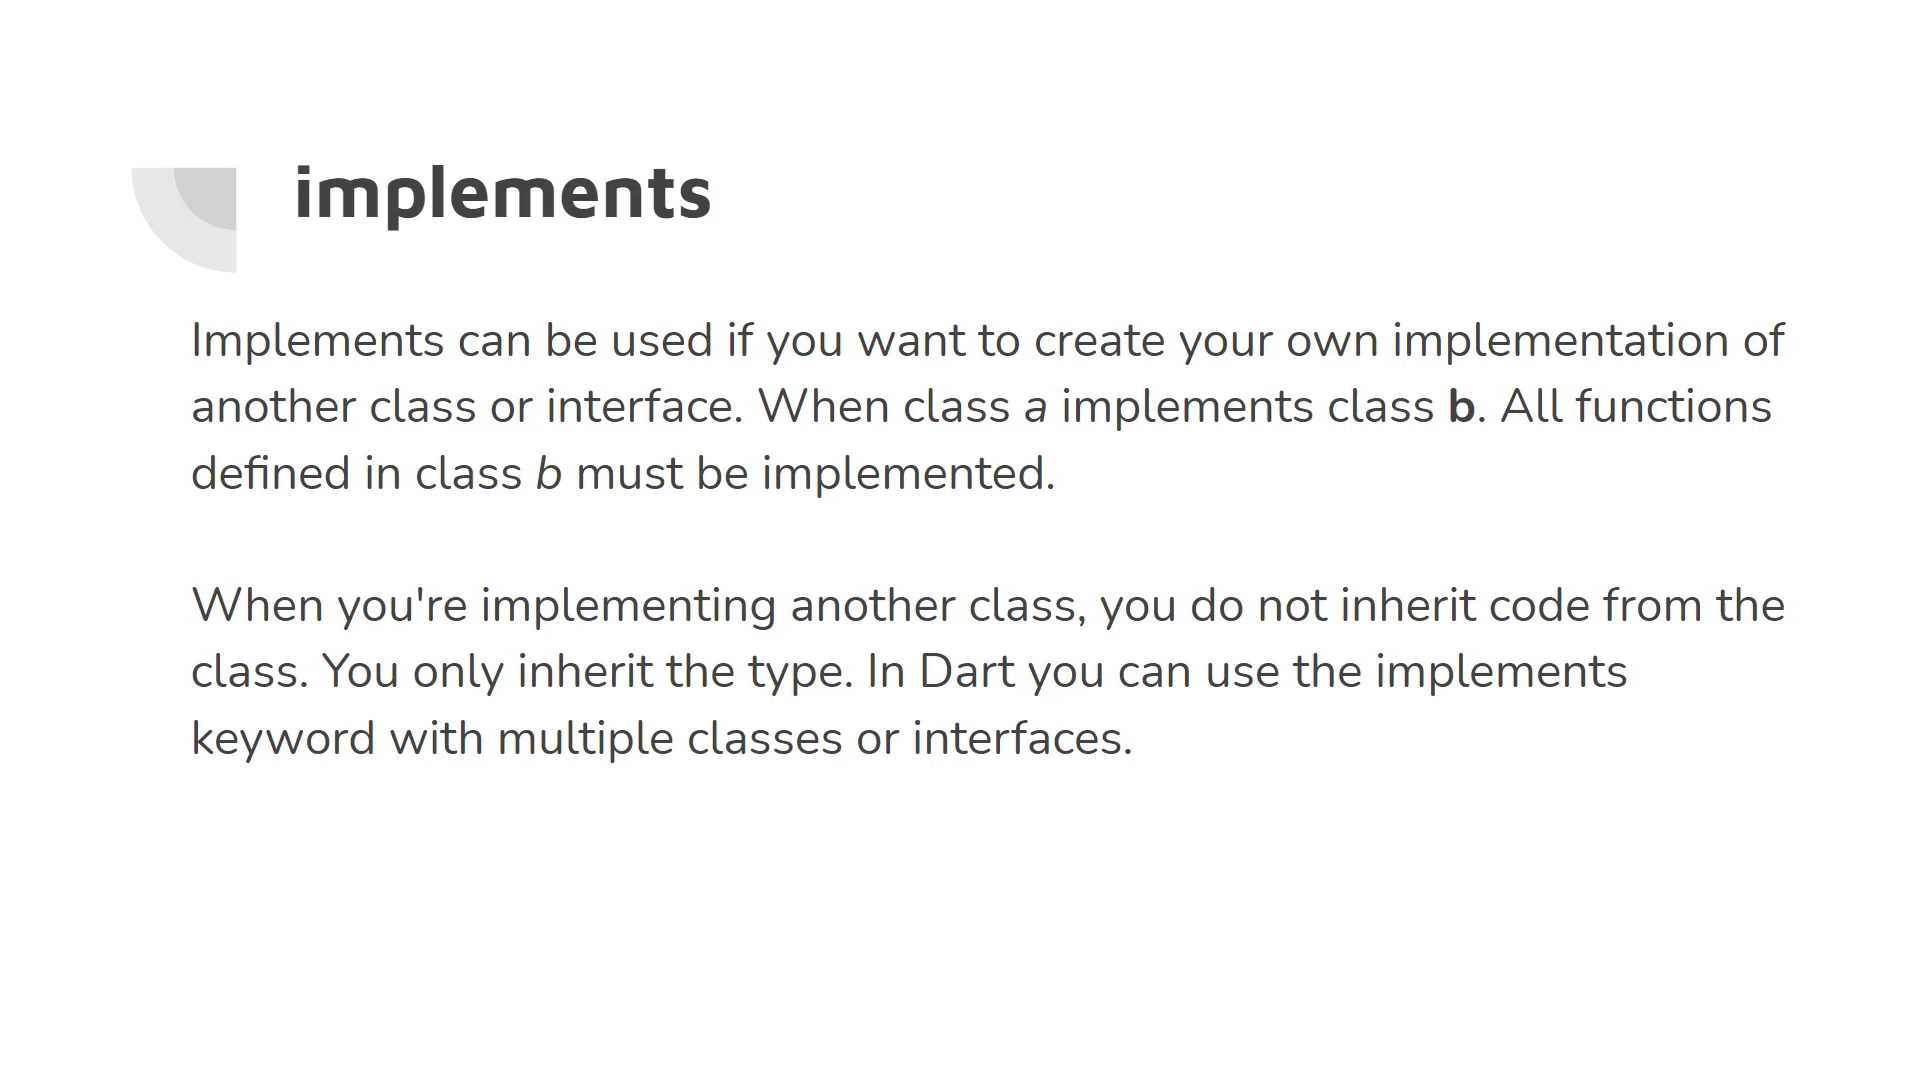 implements
Implements can be used if you want to create your own implementation of
another class or interface. When class a implements class b. All functions
defined in class b must be implemented.
When you're implementing another class, you do not inherit code from the
class. You only inherit the type. In Dart you can use the implements
keyword with multiple classes or interfaces.